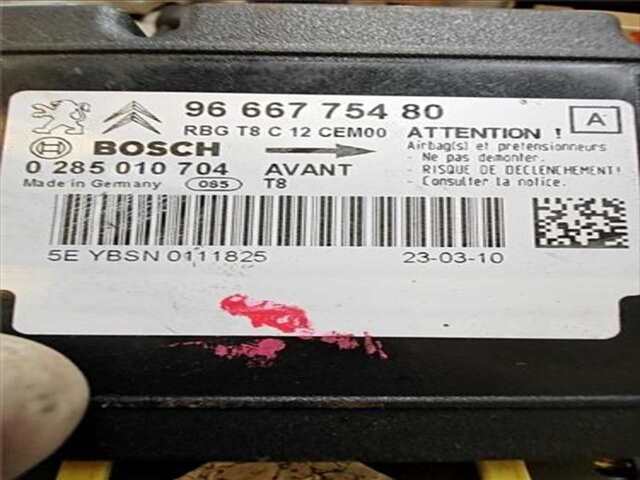 96 667 754 80
RBG T8 C 12 CEM00
A
ATTENTION !
BOSCH
Airbag(s) et pretensionneurs
- Ne pas demonter.
- RISQUE DE DECLENCHEMENT!
- Consulter la notice.
0 285 010 704
AVANT
Made in Germany
085
T8
5E YBSN 0111825
23-03-10